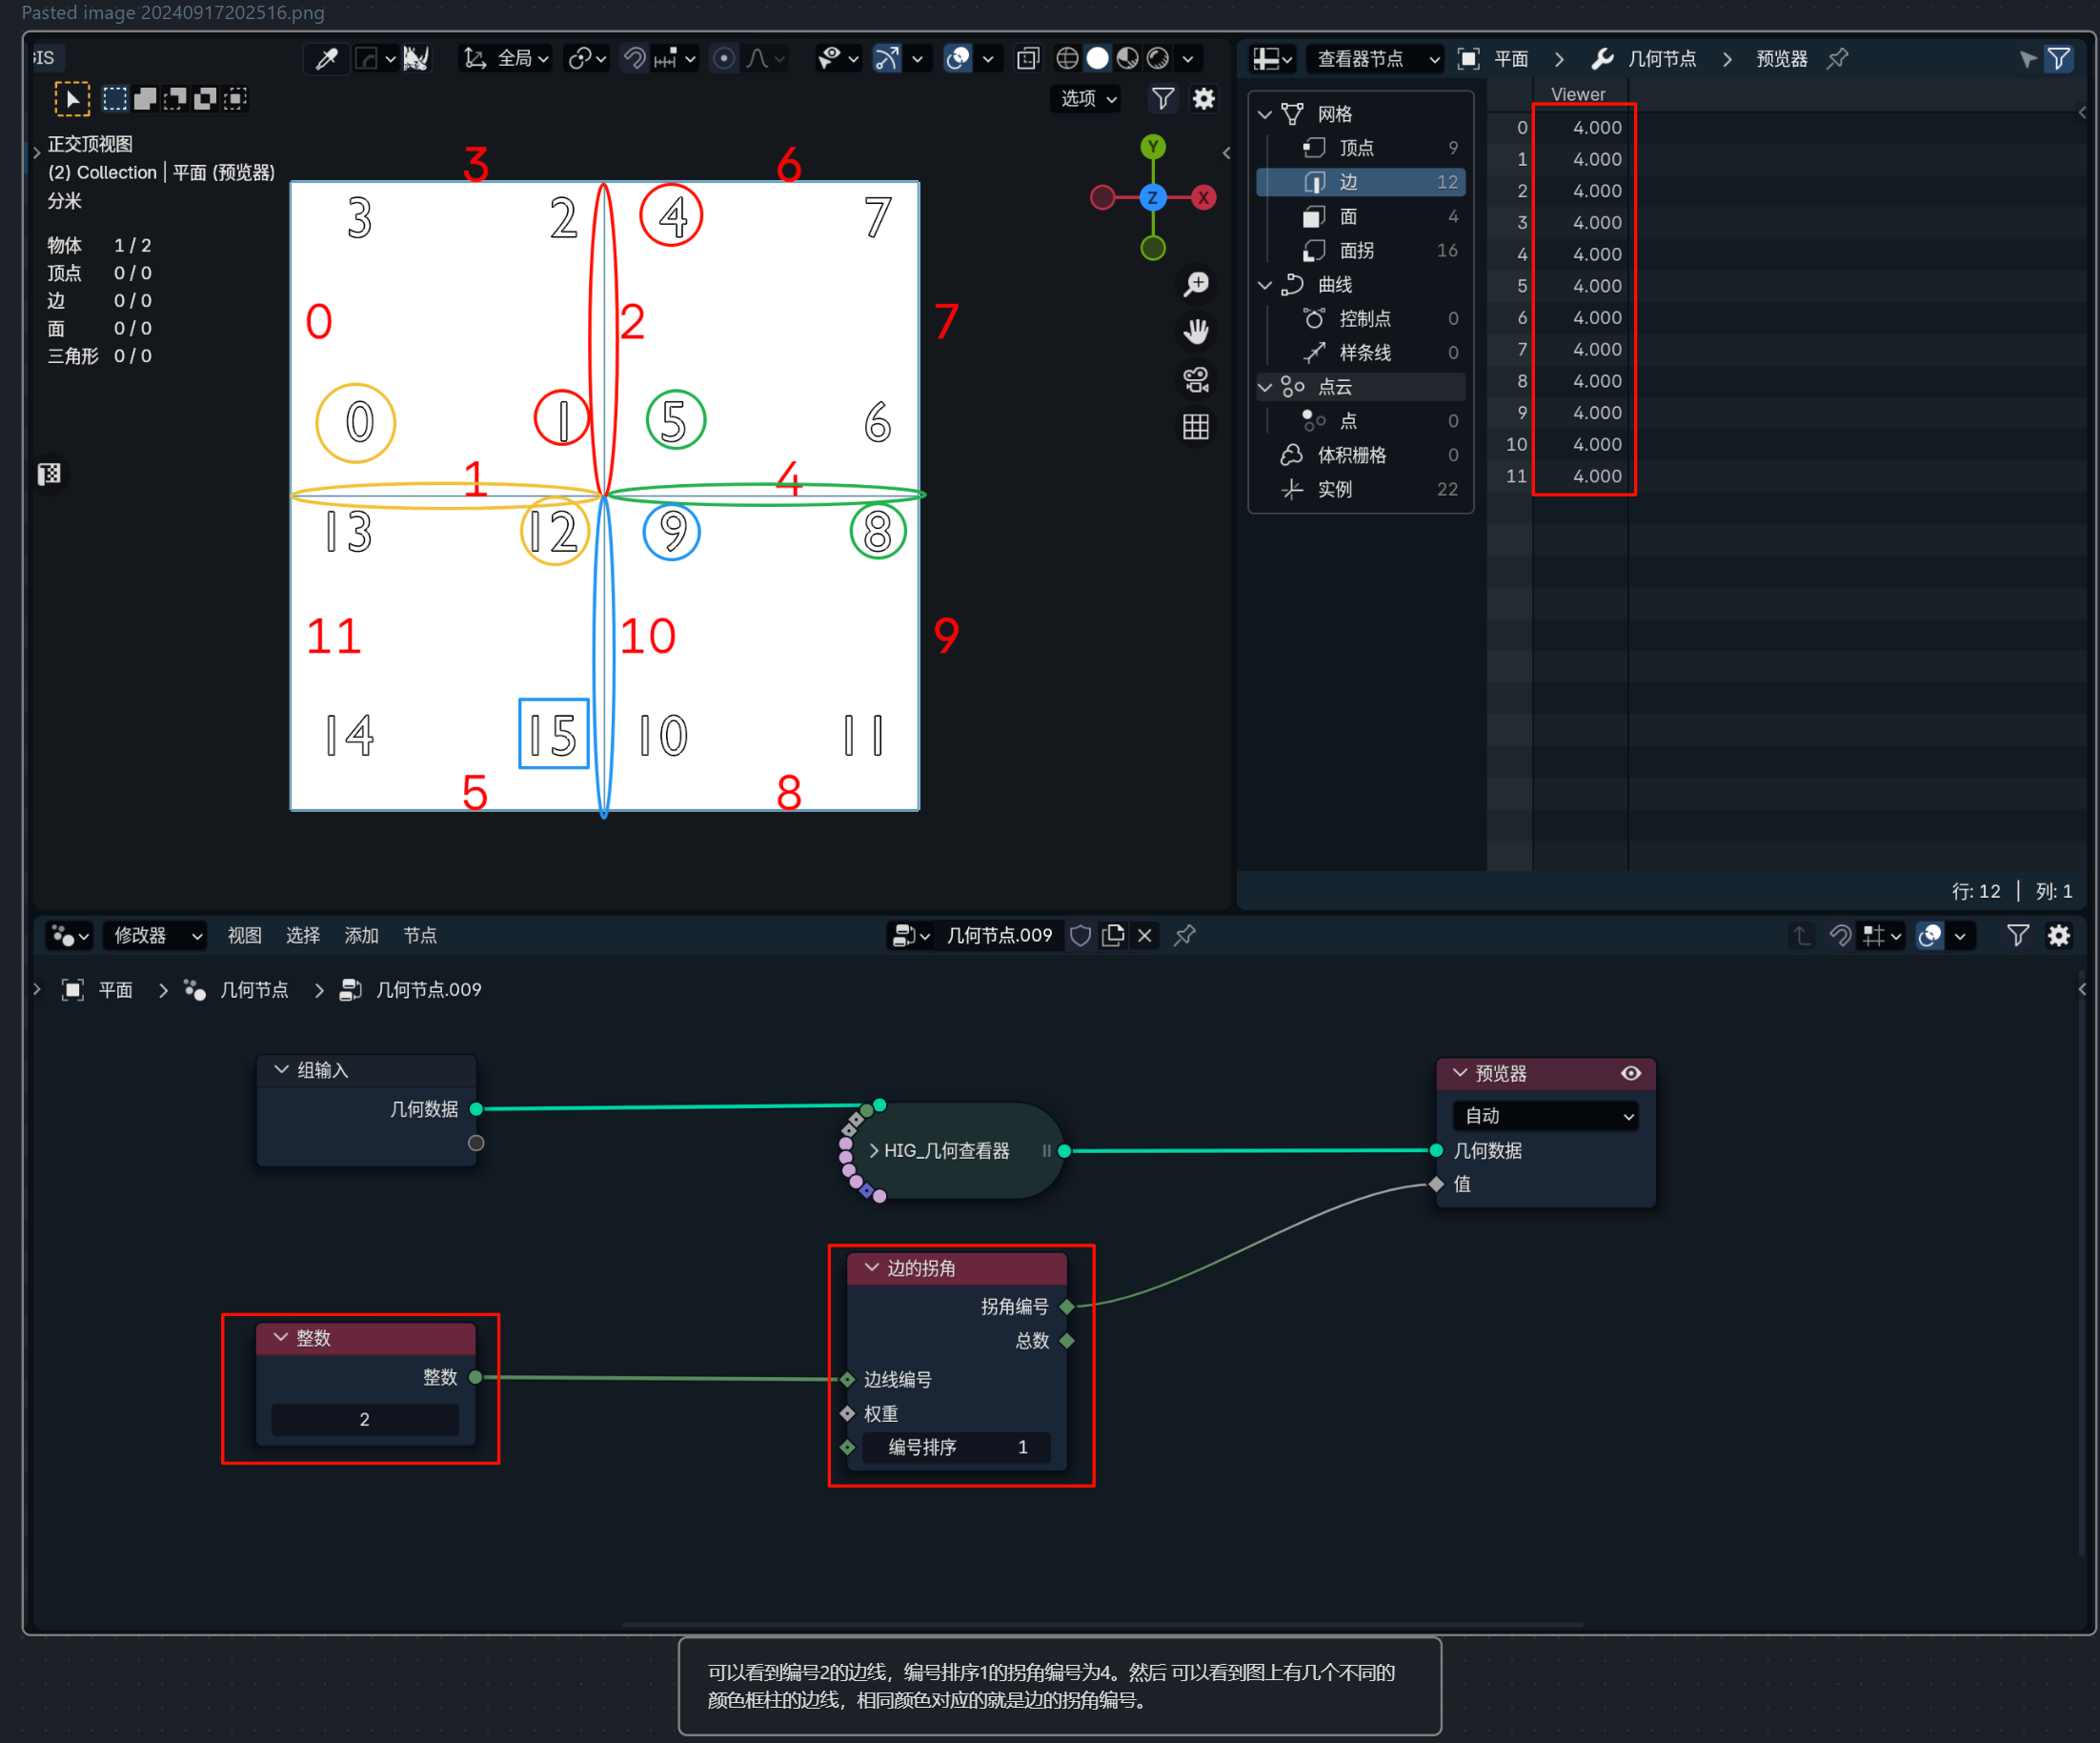 Pasted image 20240917202516.png
GIS
全局
查看器节点
平面
几何节点
预览器
选项
正交顶视图
(2) Collection | 平面 (预览器)
分米
物体 1 / 2
顶点 0 / 0
边 0 / 0
面 0 / 0
三角形 0 / 0
Y
Z
X
3
6
3
2
4
7
0
2
7
0
1
5
6
1
4
13
12
9
8
11
10
9
14
15
10
11
5
8
网格
顶点 9
边 12
面 4
面拐 16
曲线
控制点 0
样条线 0
点云
点 0
体积栅格 0
实例 22
Viewer
0 4.000
1 4.000
2 4.000
3 4.000
4 4.000
5 4.000
6 4.000
7 4.000
8 4.000
9 4.000
10 4.000
11 4.000
行: 12 | 列: 1
修改器
视图
选择
添加
节点
几何节点.009
平面
几何节点
几何节点.009
组输入
几何数据
HIG_几何查看器
预览器
自动
几何数据
值
整数
整数
2
边的拐角
拐角编号
总数
边线编号
权重
编号排序 1
可以看到编号2的边线，编号排序1的拐角编号为4。然后 可以看到图上有几个不同的
颜色框柱的边线，相同颜色对应的就是边的拐角编号。